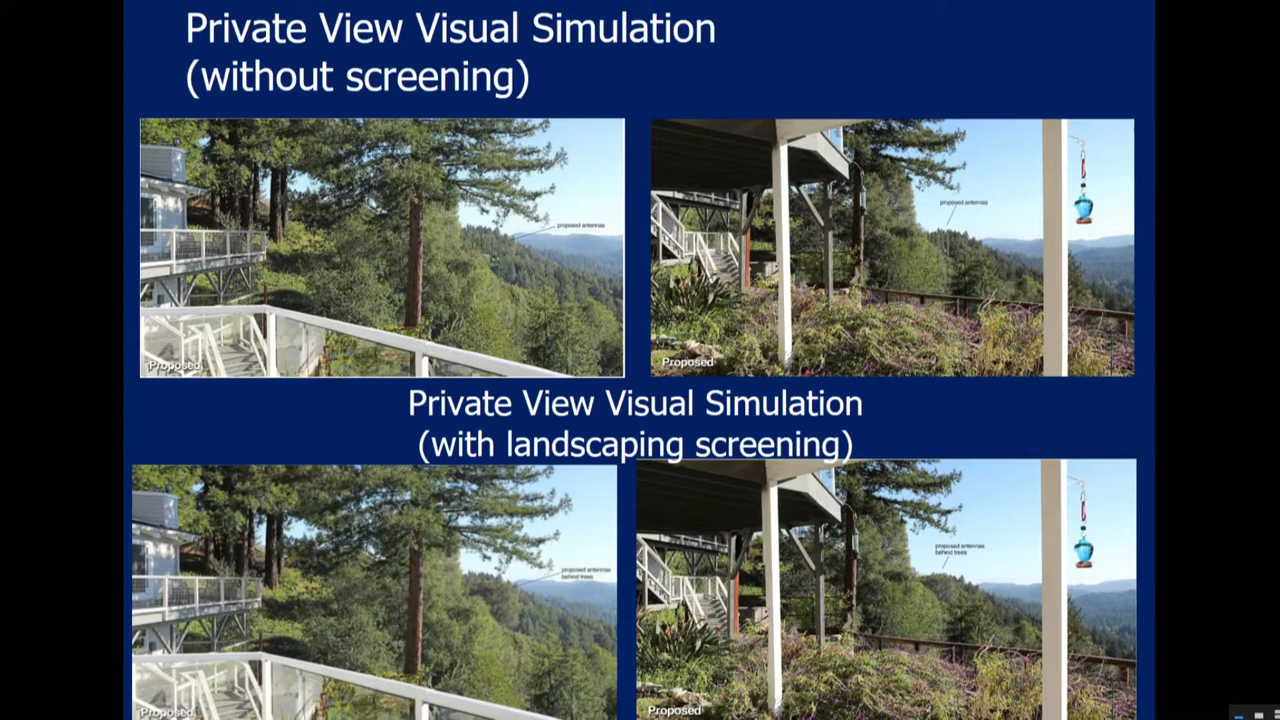 Private View Visual Simulation
(without screening)
proposed antennas
proposed antennas
Proposed
Proposed
Private View Visual Simulation
(with landscaping screening)
proposed antennas
behind trees
proposed antennas
behind trees
Proposed
Proposed